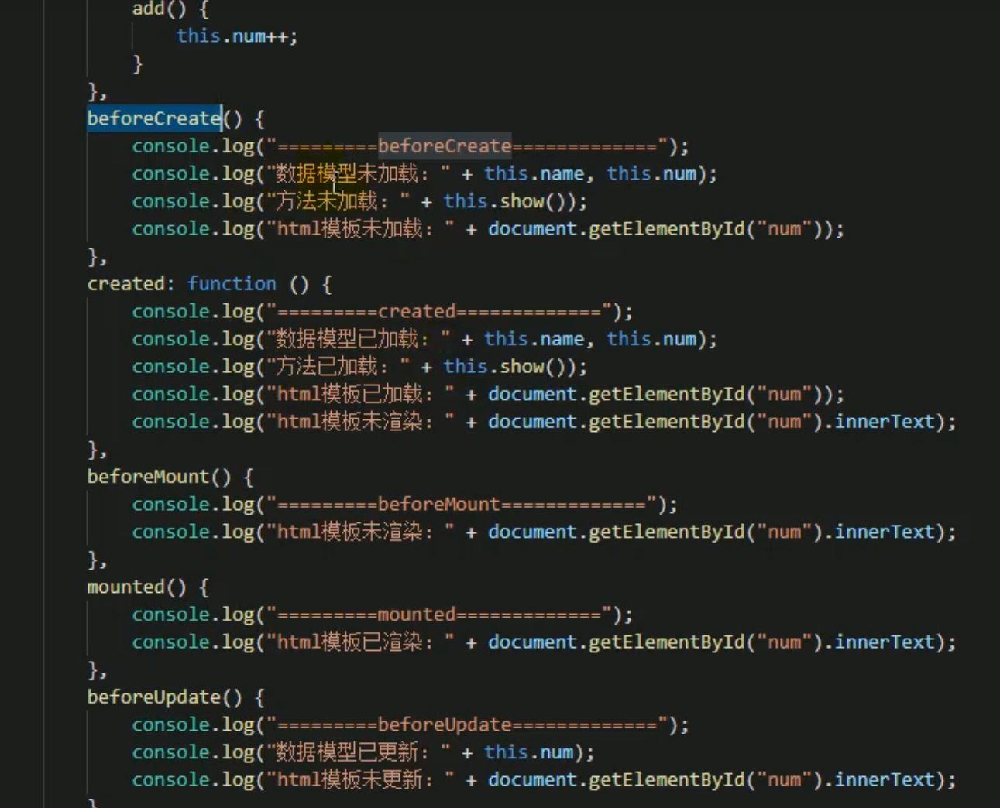 add() {
this.num++;
}
},
beforeCreate() {
console.log("=========beforeCreate=============");
console.log("数据模型未加载：" + this.name, this.num);
console.log("方法未加载：" + this.show());
console.log("html模板未加载：" + document.getElementById("num"));
},
created: function () {
console.log("=========created=============");
console.log("数据模型已加载：" + this.name, this.num);
console.log("方法已加载：" + this.show());
console.log("html模板已加载：" + document.getElementById("num"));
console.log("html模板未渲染：" + document.getElementById("num").innerText);
},
beforeMount() {
console.log("=========beforeMount=============");
console.log("html模板未渲染：" + document.getElementById("num").innerText);
},
mounted() {
console.log("=========mounted=============");
console.log("html模板已渲染：" + document.getElementById("num").innerText);
},
beforeUpdate() {
console.log("=========beforeUpdate=============");
console.log("数据模型已更新：" + this.num);
console.log("html模板未更新：" + document.getElementById("num").innerText);